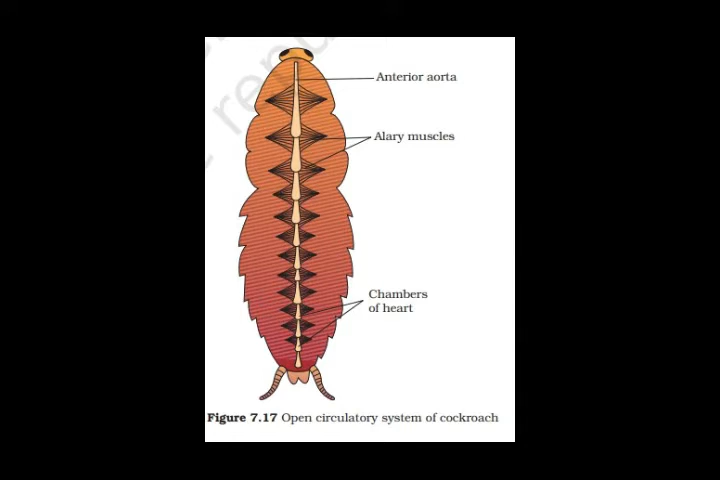 Anterior aorta
Alary muscles
Chambers
of heart
Figure 7.17 Open circulatory system of cockroach